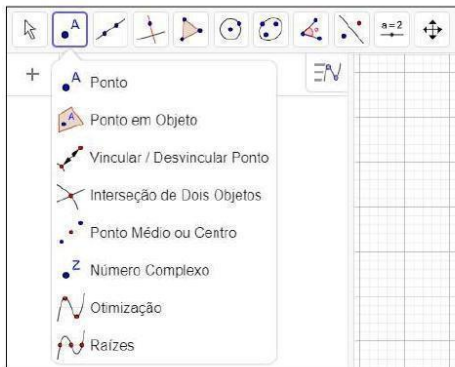 A
a=2
A Ponto
A Ponto em Objeto
Vincular / Desvincular Ponto
Interseção de Dois Objetos
Ponto Médio ou Centro
z Número Complexo
Otimização
Raízes